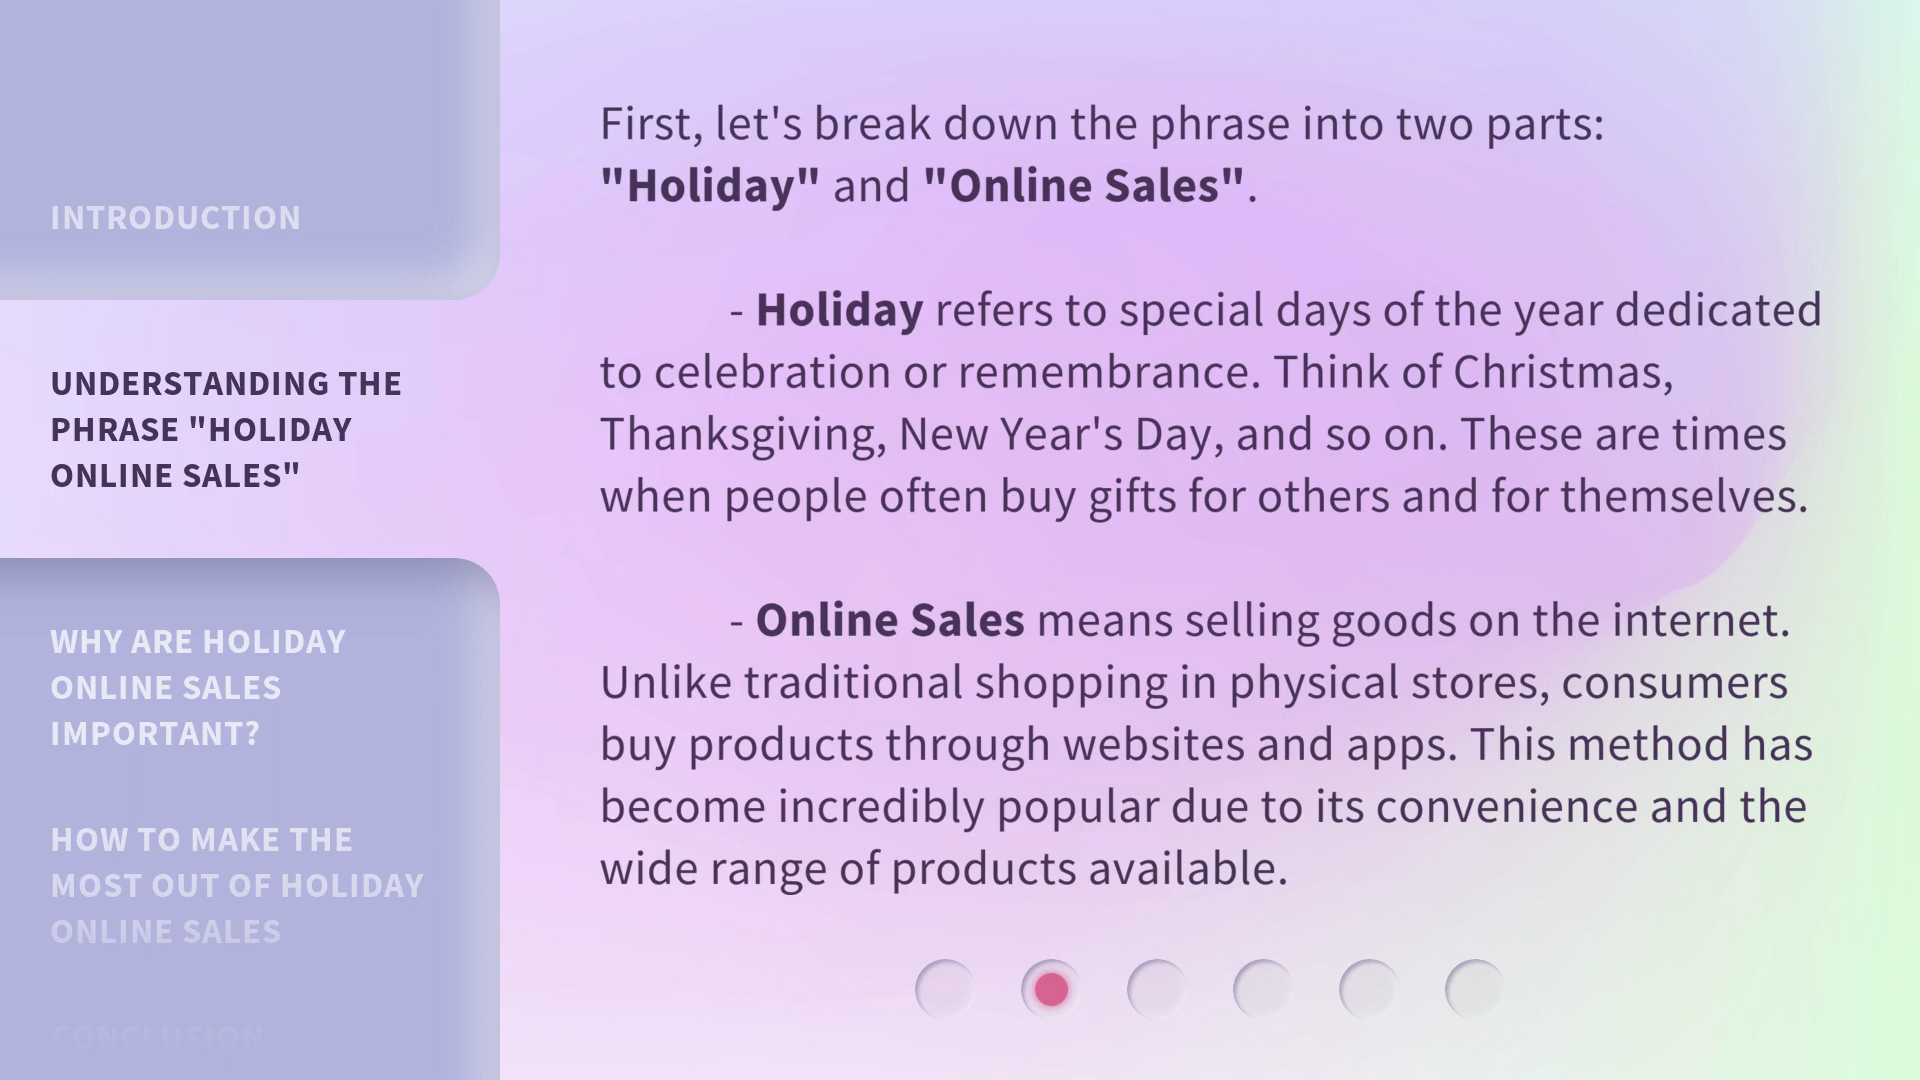 INTRODUCTION
UNDERSTANDING THE
PHRASE "HOLIDAY
ONLINE SALES"
WHY ARE HOLIDAY
ONLINE SALES
IMPORTANT?
HOW TO MAKE THE
MOST OUT OF HOLIDAY
ONLINE SALES
CONCLUSION
First, let's break down the phrase into two parts:
"Holiday" and "Online Sales".
- Holiday refers to special days of the year dedicated
to celebration or remembrance. Think of Christmas,
Thanksgiving, New Year's Day, and so on. These are times
when people often buy gifts for others and for themselves.
- Online Sales means selling goods on the internet.
Unlike traditional shopping in physical stores, consumers
buy products through websites and apps. This method has
become incredibly popular due to its convenience and the
wide range of products available.